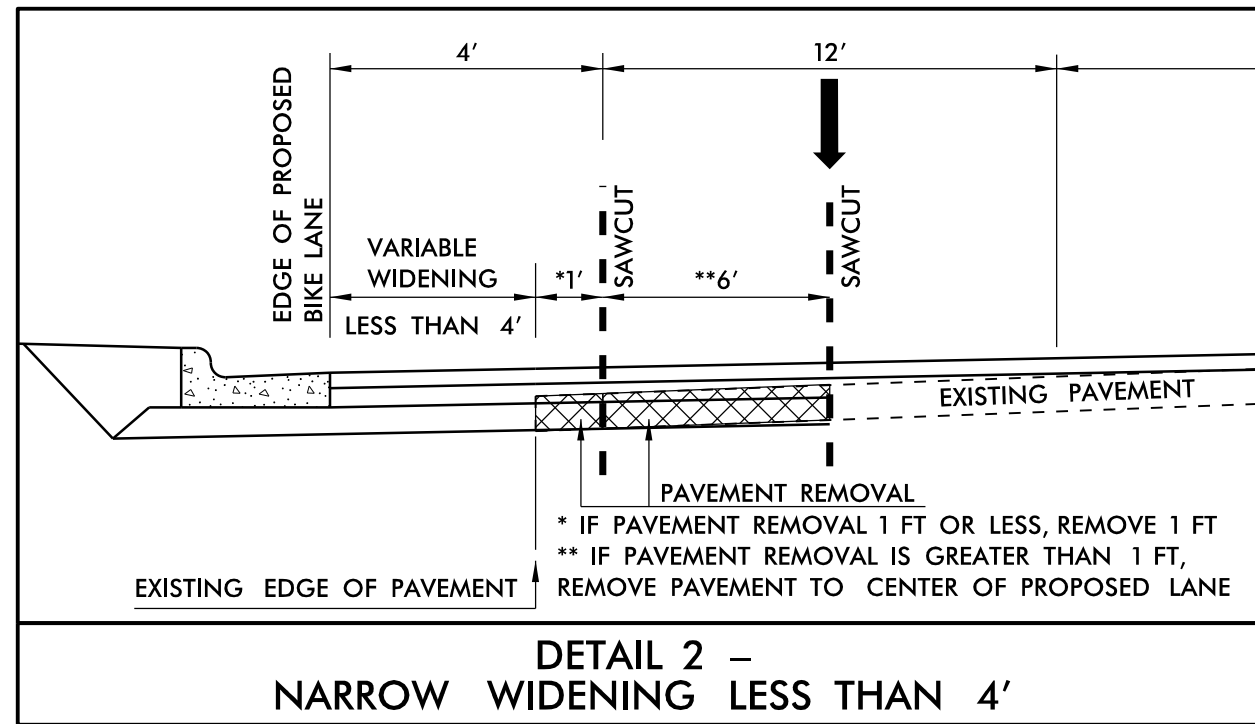 4'
12'
EDGE OF PROPOSED
BIKE LANE
SAWCUT
SAWCUT
VARIABLE
WIDENING
*1'
**6'
LESS THAN 4'
EXISTING PAVEMENT
PAVEMENT REMOVAL
* IF PAVEMENT REMOVAL 1 FT OR LESS, REMOVE 1 FT
** IF PAVEMENT REMOVAL IS GREATER THAN 1 FT,
REMOVE PAVEMENT TO CENTER OF PROPOSED LANE
EXISTING EDGE OF PAVEMENT
DETAIL 2 –
NARROW WIDENING LESS THAN 4'